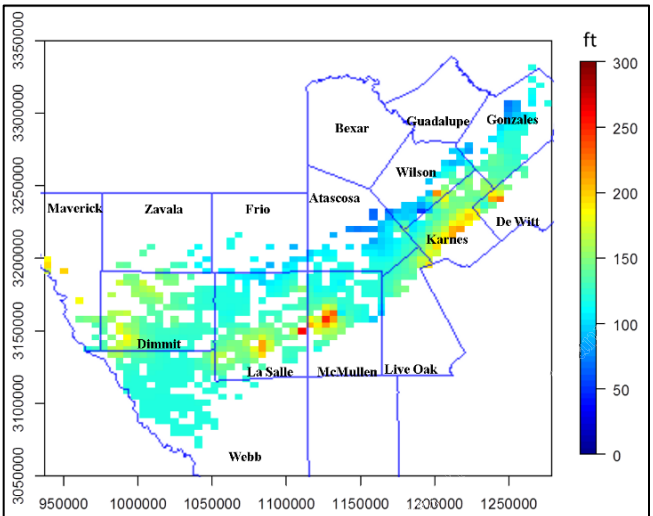 ft
3350000
3300000
3250000
3200000
3150000
3100000
3050000
300
250
200
150
100
50
0
Bexar
Guadalupe
Gonzales
Wilson
Atascosa
Maverick
Zavala
Frio
De Witt
Karnes
Dimmit
La Salle
McMullen
Live Oak
Webb
950000
1000000
1050000
1100000
1150000
1200000
1250000